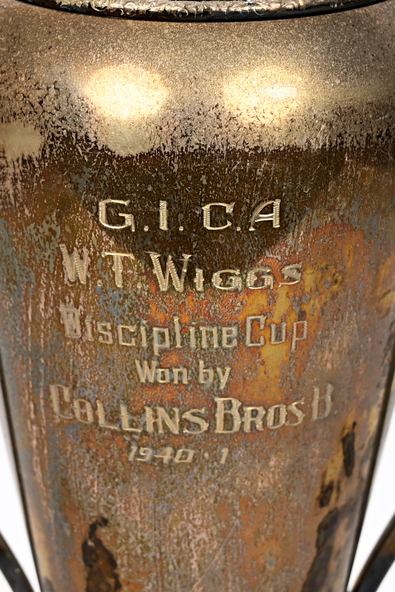 G.I.C.A
W.T. WIGGS
Discipline Cup
Won by
COLLINS BROS B.
1940·1